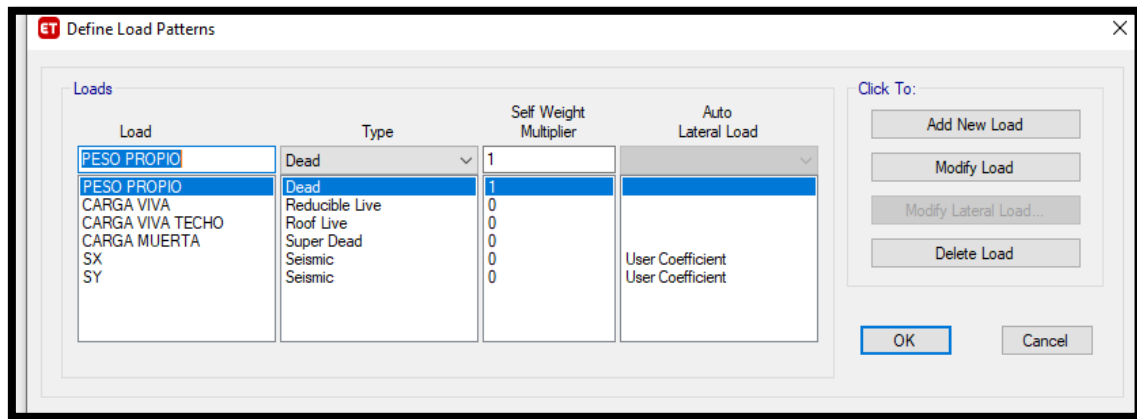 ET Define Load Patterns
Loads
Click To:
Load Type Self Weight Multiplier Auto Lateral Load
PESO PROPIO Dead 1
PESO PROPIO Dead 1
CARGA VIVA Reducible Live 0
CARGA VIVA TECHO Roof Live 0
CARGA MUERTA Super Dead 0
SX Seismic 0 User Coefficient
SY Seismic 0 User Coefficient
Add New Load
Modify Load
Modify Lateral Load...
Delete Load
OK Cancel